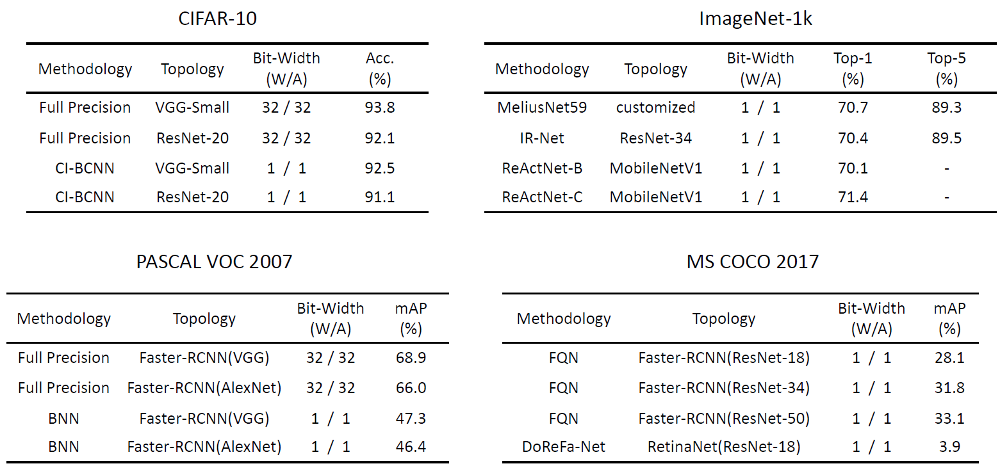 CIFAR-10
Methodology Topology Bit-Width (W/A) Acc. (%)
Full Precision VGG-Small 32 / 32 93.8
Full Precision ResNet-20 32 / 32 92.1
CI-BCNN VGG-Small 1 / 1 92.5
CI-BCNN ResNet-20 1 / 1 91.1
ImageNet-1k
Methodology Topology Bit-Width (W/A) Top-1 (%) Top-5 (%)
MeliusNet59 customized 1 / 1 70.7 89.3
IR-Net ResNet-34 1 / 1 70.4 89.5
ReActNet-B MobileNetV1 1 / 1 70.1 -
ReActNet-C MobileNetV1 1 / 1 71.4 -
PASCAL VOC 2007
Methodology Topology Bit-Width (W/A) mAP (%)
Full Precision Faster-RCNN(VGG) 32 / 32 68.9
Full Precision Faster-RCNN(AlexNet) 32 / 32 66.0
BNN Faster-RCNN(VGG) 1 / 1 47.3
BNN Faster-RCNN(AlexNet) 1 / 1 46.4
MS COCO 2017
Methodology Topology Bit-Width (W/A) mAP (%)
FQN Faster-RCNN(ResNet-18) 1 / 1 28.1
FQN Faster-RCNN(ResNet-34) 1 / 1 31.8
FQN Faster-RCNN(ResNet-50) 1 / 1 33.1
DoReFa-Net RetinaNet(ResNet-18) 1 / 1 3.9